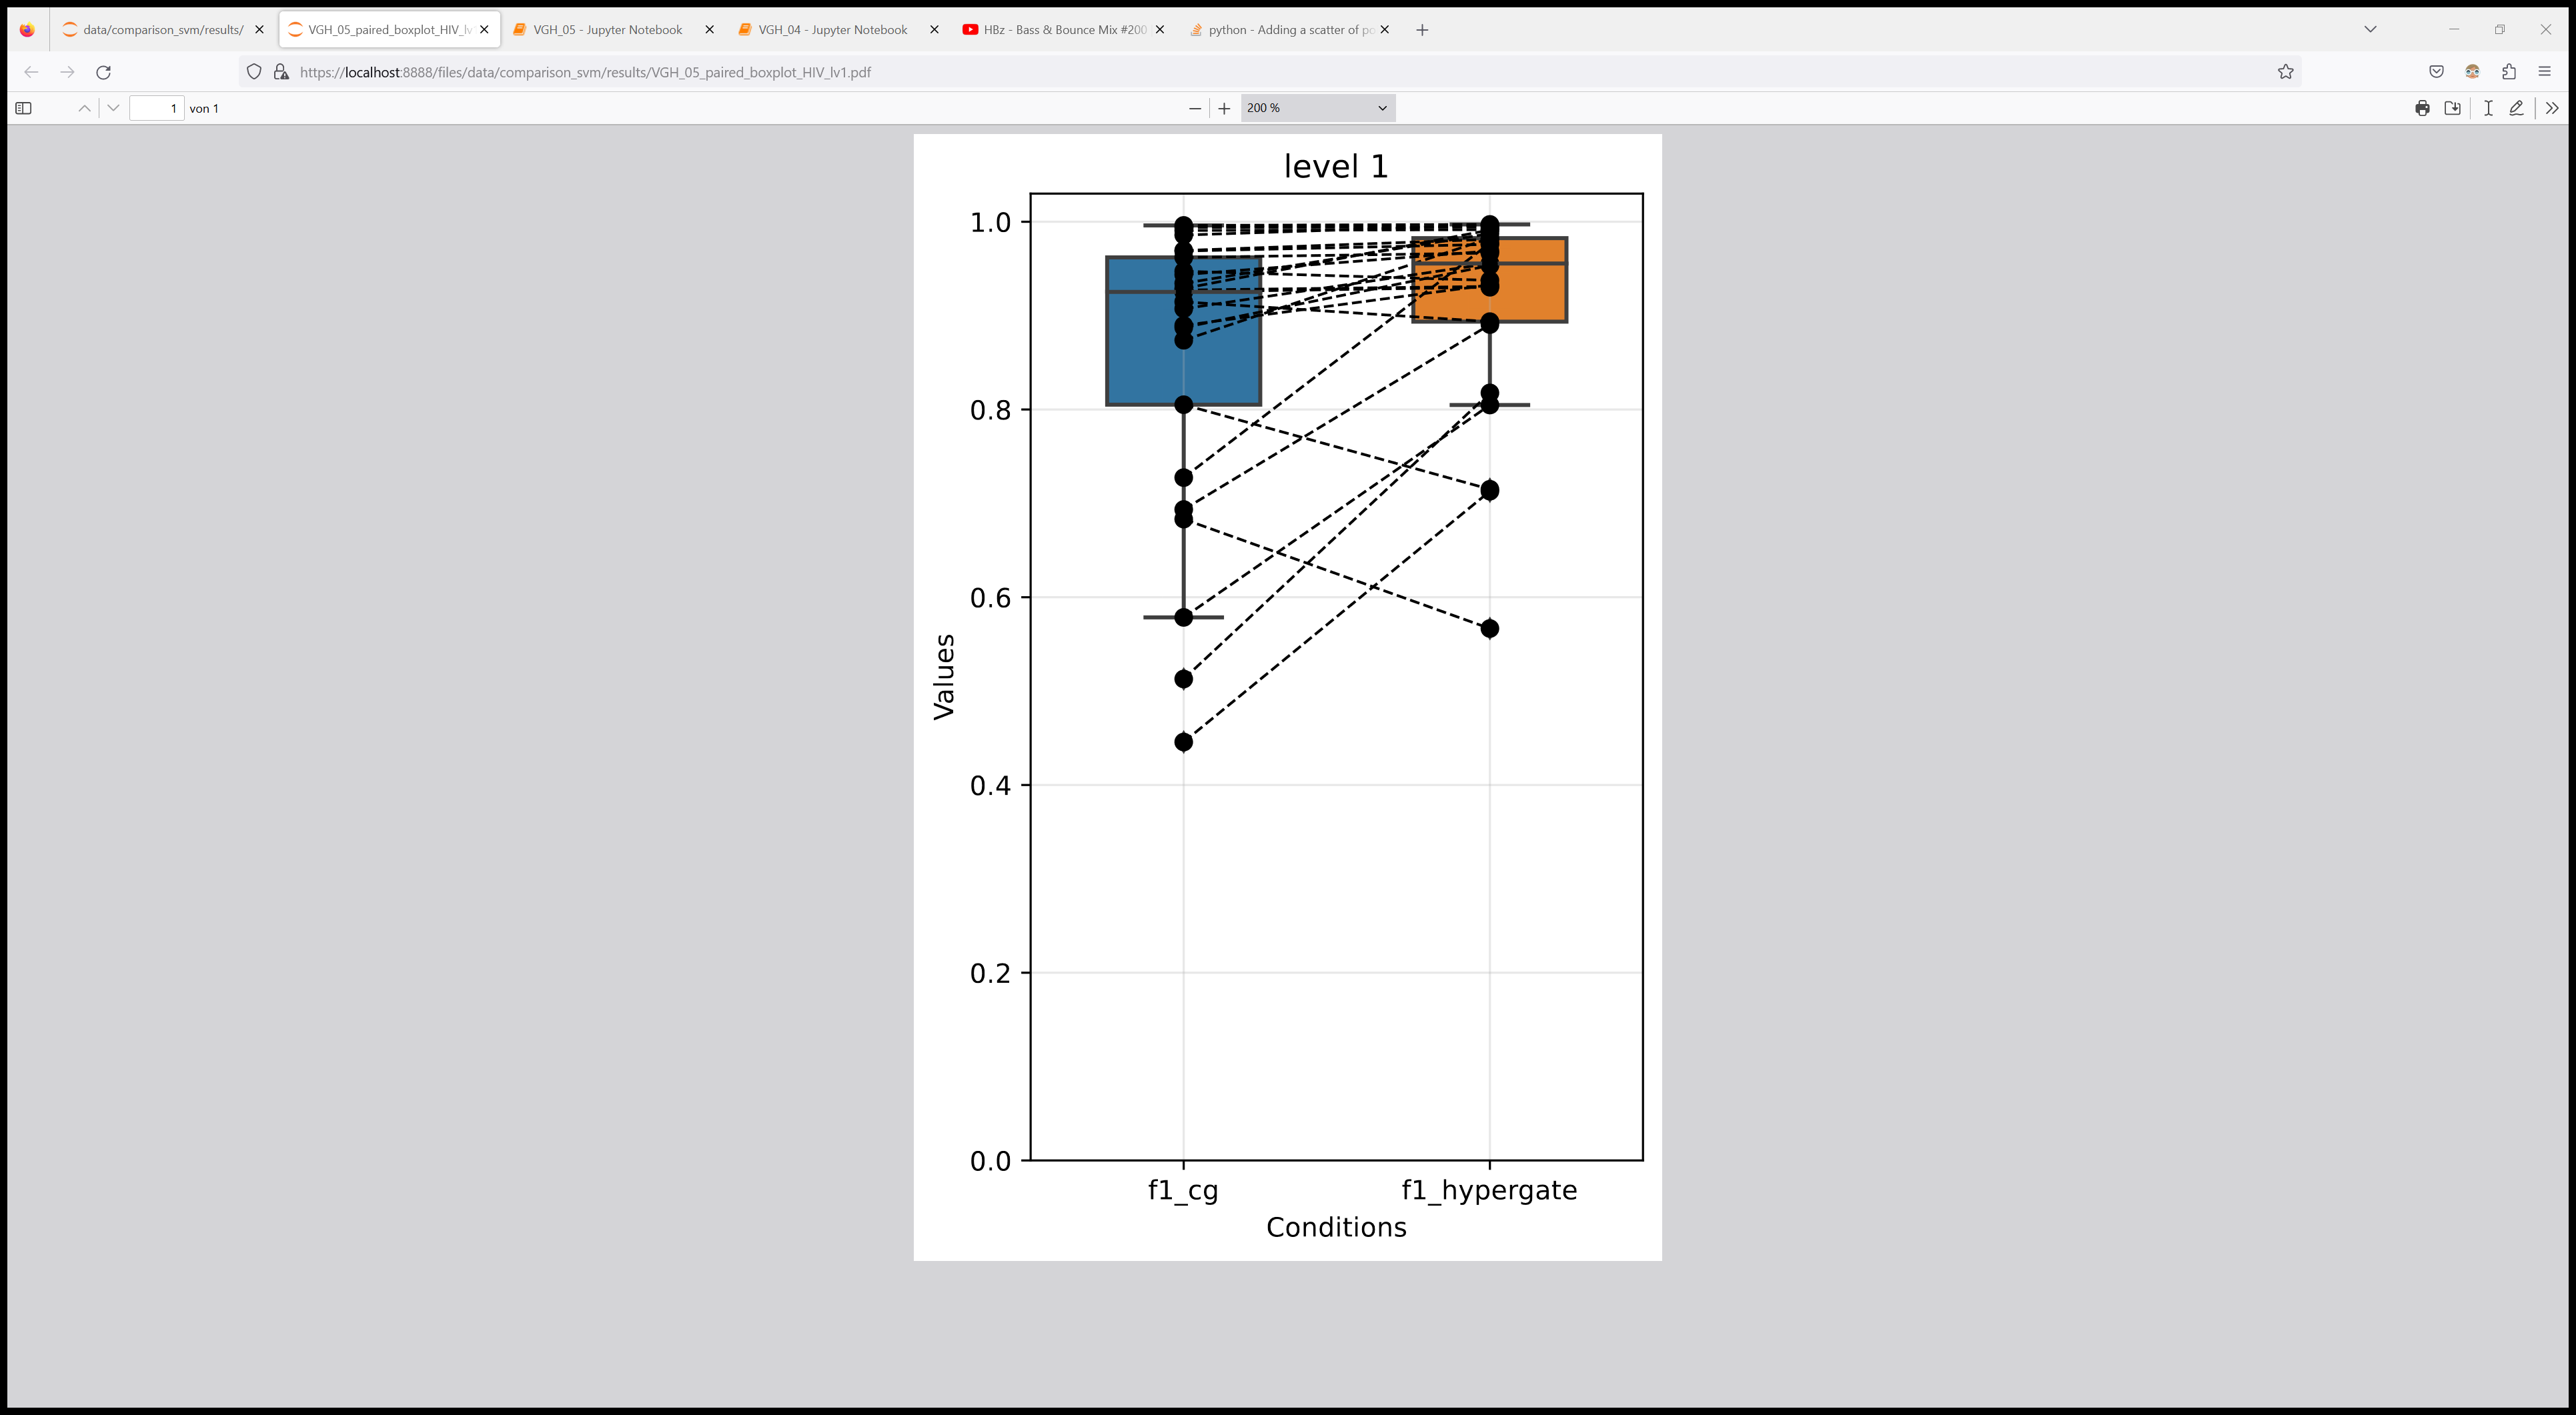 data/comparison_svm/results/
VGH_05_paired_boxplot_HIV_lv
VGH_05 - Jupyter Notebook
VGH_04 - Jupyter Notebook
HBz - Bass & Bounce Mix #200
python - Adding a scatter of po
https://localhost:8888/files/data/comparison_svm/results/VGH_05_paired_boxplot_HIV_lv1.pdf
1 von 1
200 %
level 1
1.0
0.8
0.6
0.4
0.2
0.0
Values
f1_cg f1_hypergate
Conditions